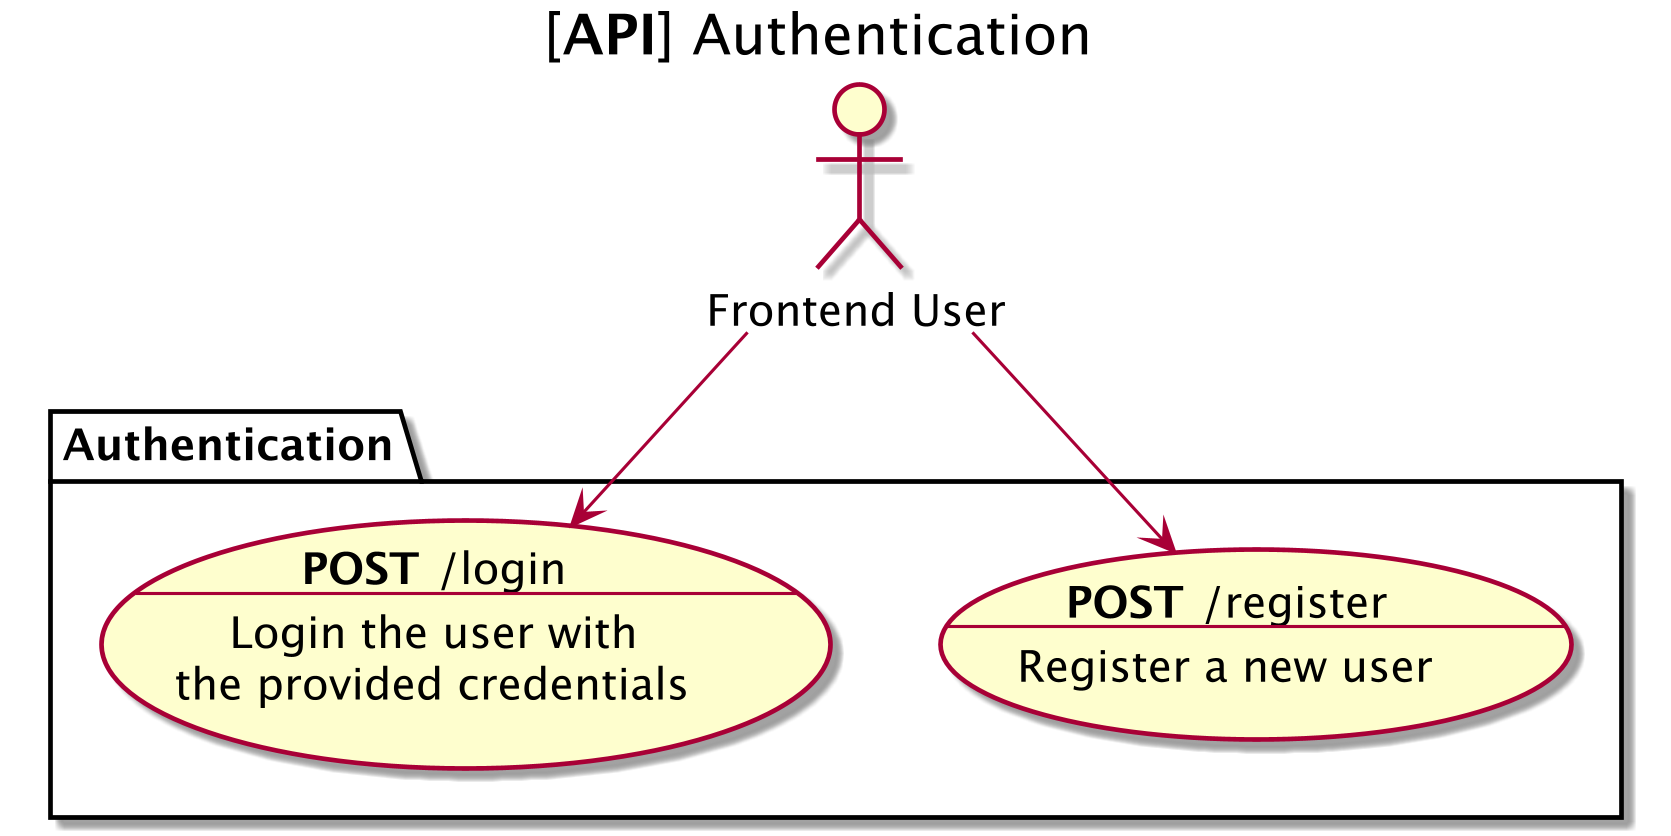 [API] Authentication
Frontend User
Authentication
POST /login
Login the user with
the provided credentials
POST /register
Register a new user